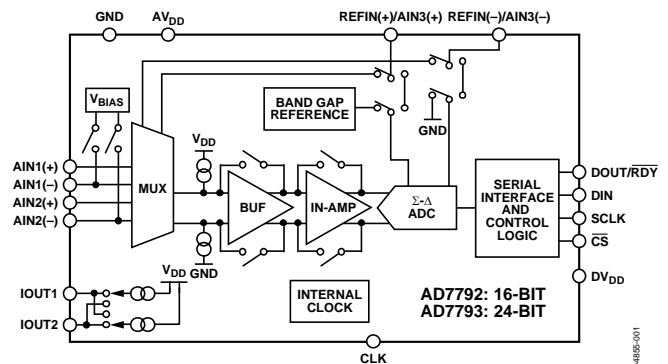 GND
AVDD
REFIN(+)/AIN3(+)
REFIN(–)/AIN3(–)
VBIAS
BAND GAP
REFERENCE
GND
VDD
AIN1(+)
AIN1(–)
AIN2(+)
AIN2(–)
MUX
BUF
IN-AMP
Σ-Δ
ADC
SERIAL
INTERFACE
AND
CONTROL
LOGIC
DOUT/RDY
DIN
SCLK
CS
GND
VDD
DVDD
IOUT1
IOUT2
INTERNAL
CLOCK
AD7792: 16-BIT
AD7793: 24-BIT
CLK
04855-001